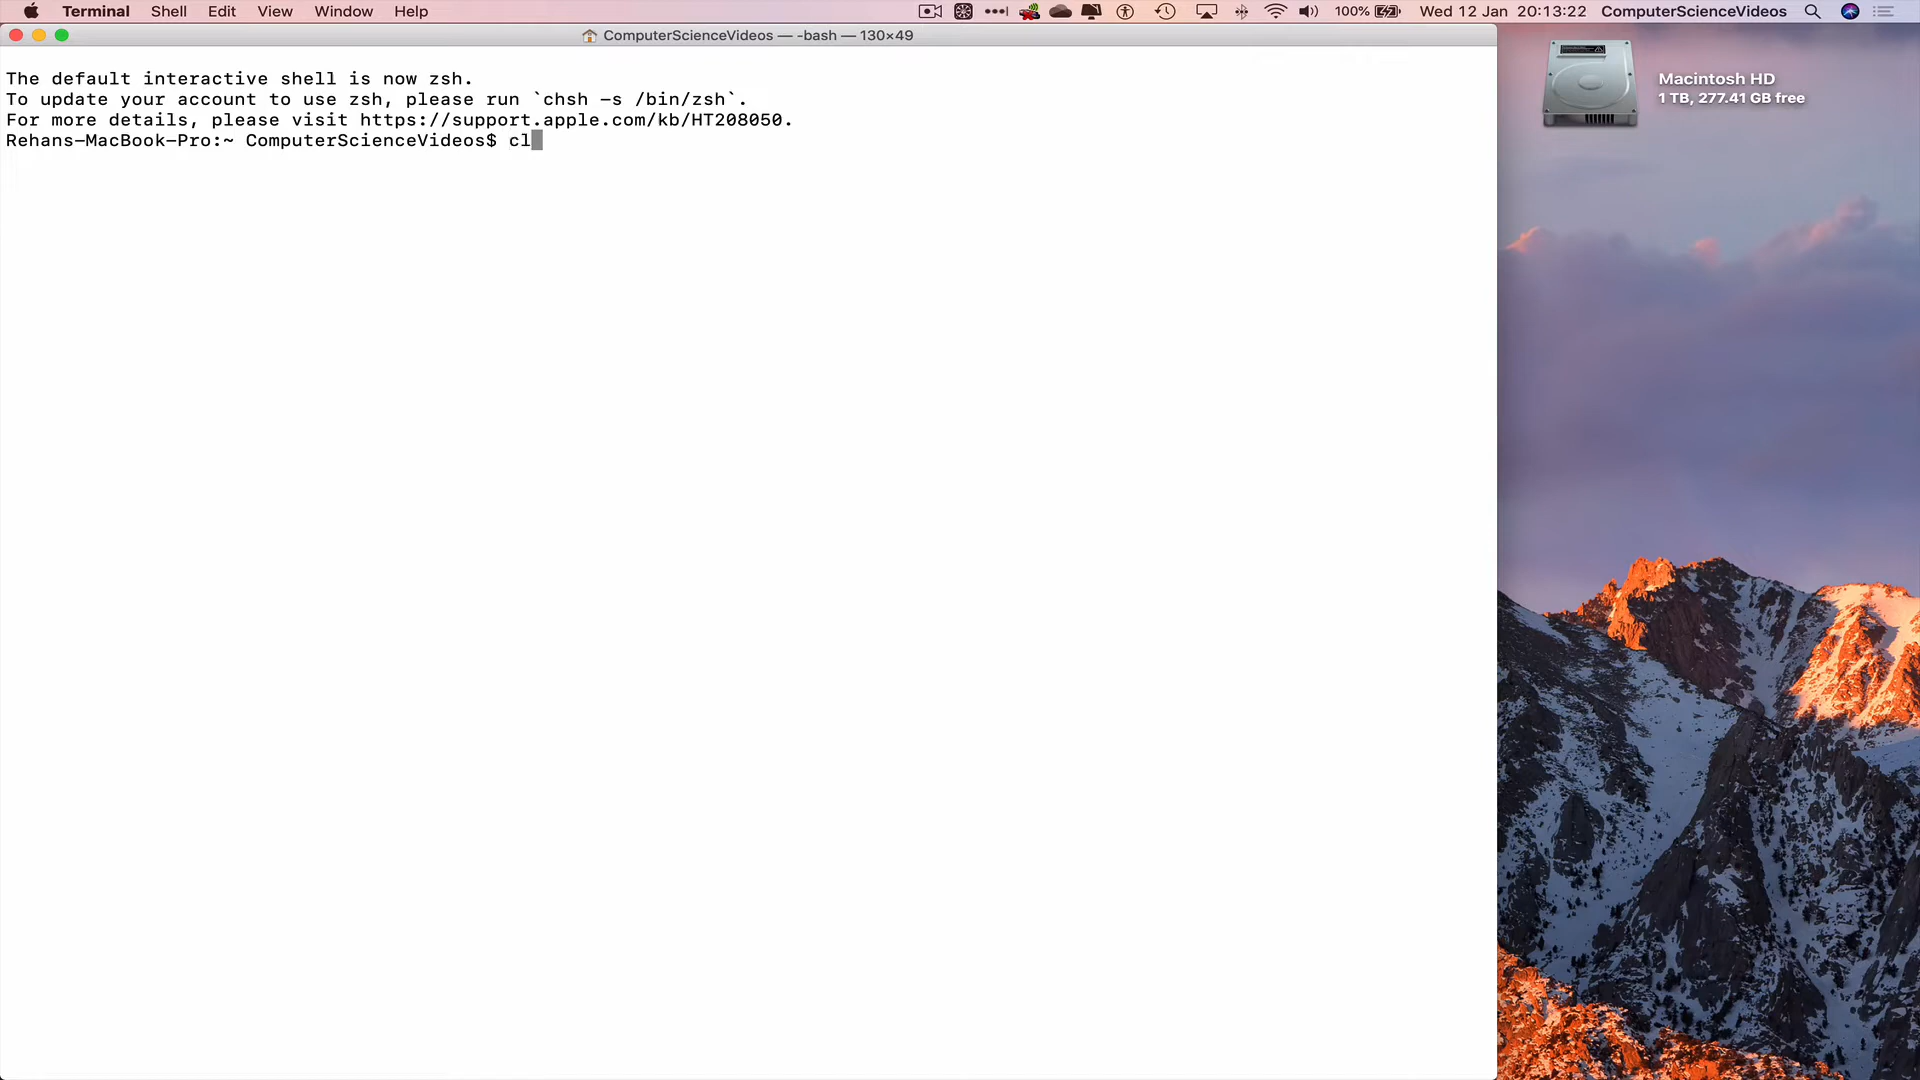 Terminal Shell Edit View Window Help 100% Wed 12 Jan 20:13:22 ComputerScienceVideos
ComputerScienceVideos — -bash — 130×49
Macintosh HD
1 TB, 277.41 GB free
The default interactive shell is now zsh.
To update your account to use zsh, please run `chsh -s /bin/zsh`.
For more details, please visit https://support.apple.com/kb/HT208050.
Rehans-MacBook-Pro:~ ComputerScienceVideos$ cl